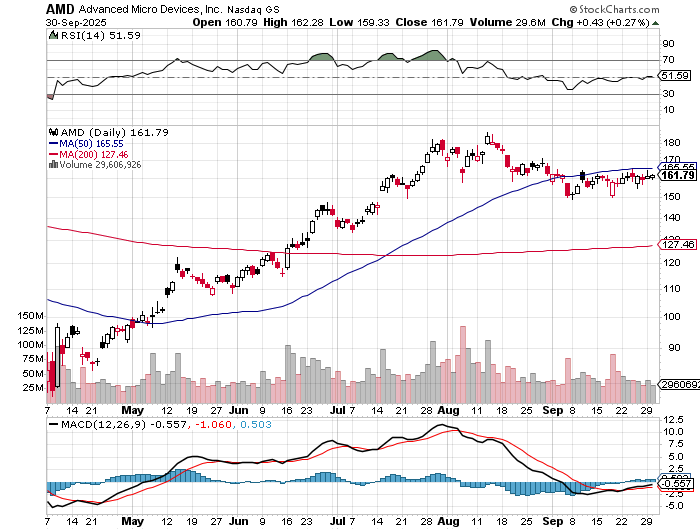 AMD Advanced Micro Devices, Inc. Nasdaq GS © StockCharts.com
30-Sep-2025 Open 160.79 High 162.28 Low 159.33 Close 161.79 Volume 29.6M Chg +0.43 (+0.27%)
RSI(14) 51.59
90
70
51.59
30
10
AMD (Daily) 161.79
MA(50) 165.55
MA(200) 127.46
Volume 29,606,926
180
170
165.55
161.79
150
140
127.46
120
110
100
90
80
150M
125M
100M
75M
50M
25M
29606926
7 14 21 May 12 19 27 Jun 9 16 23 Jul 7 14 21 28 Aug 11 18 25 Sep 8 15 22 29
MACD(12,26,9) -0.557, -1.060, 0.503
12.5
10.0
7.5
5.0
2.5
0.503
-0.557
-2.5
-5.0
7 14 21 May 12 19 27 Jun 9 16 23 Jul 7 14 21 28 Aug 11 18 25 Sep 8 15 22 29